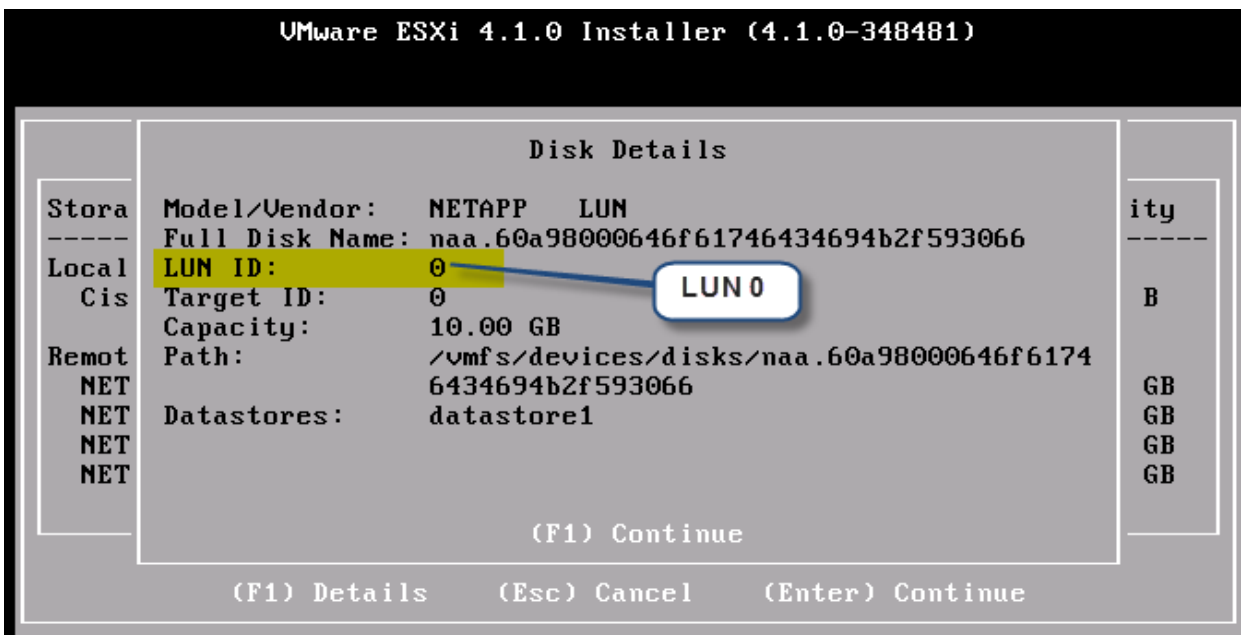 VMware ESXi 4.1.0 Installer (4.1.0-348481)
Disk Details
Stora Model/Vendor: NETAPP LUN ity
----- Full Disk Name: naa.60a98000646f61746434694b2f593066 -----
Local LUN ID: 0
LUN 0
Cis Target ID: 0 B
Capacity: 10.00 GB
Remot Path: /vmfs/devices/disks/naa.60a98000646f6174
NET 6434694b2f593066 GB
NET Datastores: datastore1 GB
NET GB
NET GB
(F1) Continue
(F1) Details (Esc) Cancel (Enter) Continue